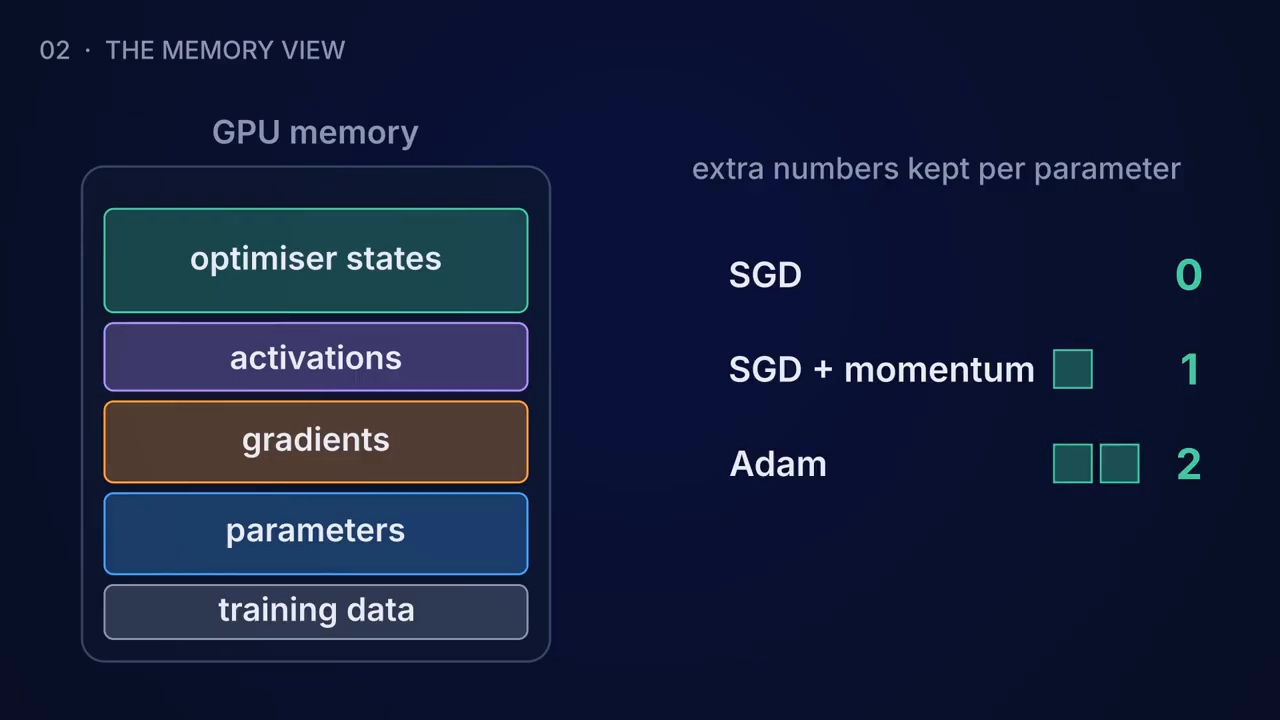 02 · THE MEMORY VIEW
GPU memory
optimiser states
activations
gradients
parameters
training data
extra numbers kept per parameter
SGD 0
SGD + momentum 1
Adam 2